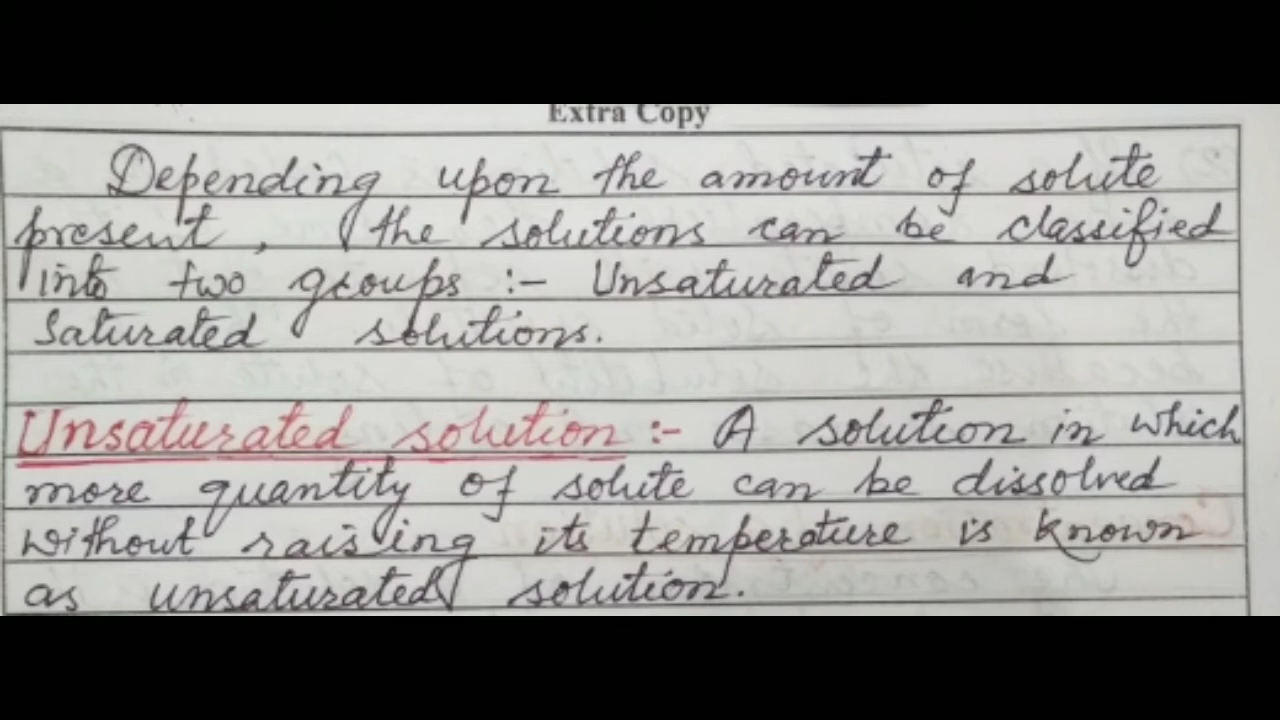 Extra Copy
Depending upon the amount of solute
present, the solutions can be classified
into two groups :- Unsaturated and
Saturated solutions.
Unsaturated solution :- A solution in which
more quantity of solute can be dissolved
without raising its temperature is known
as unsaturated solution.